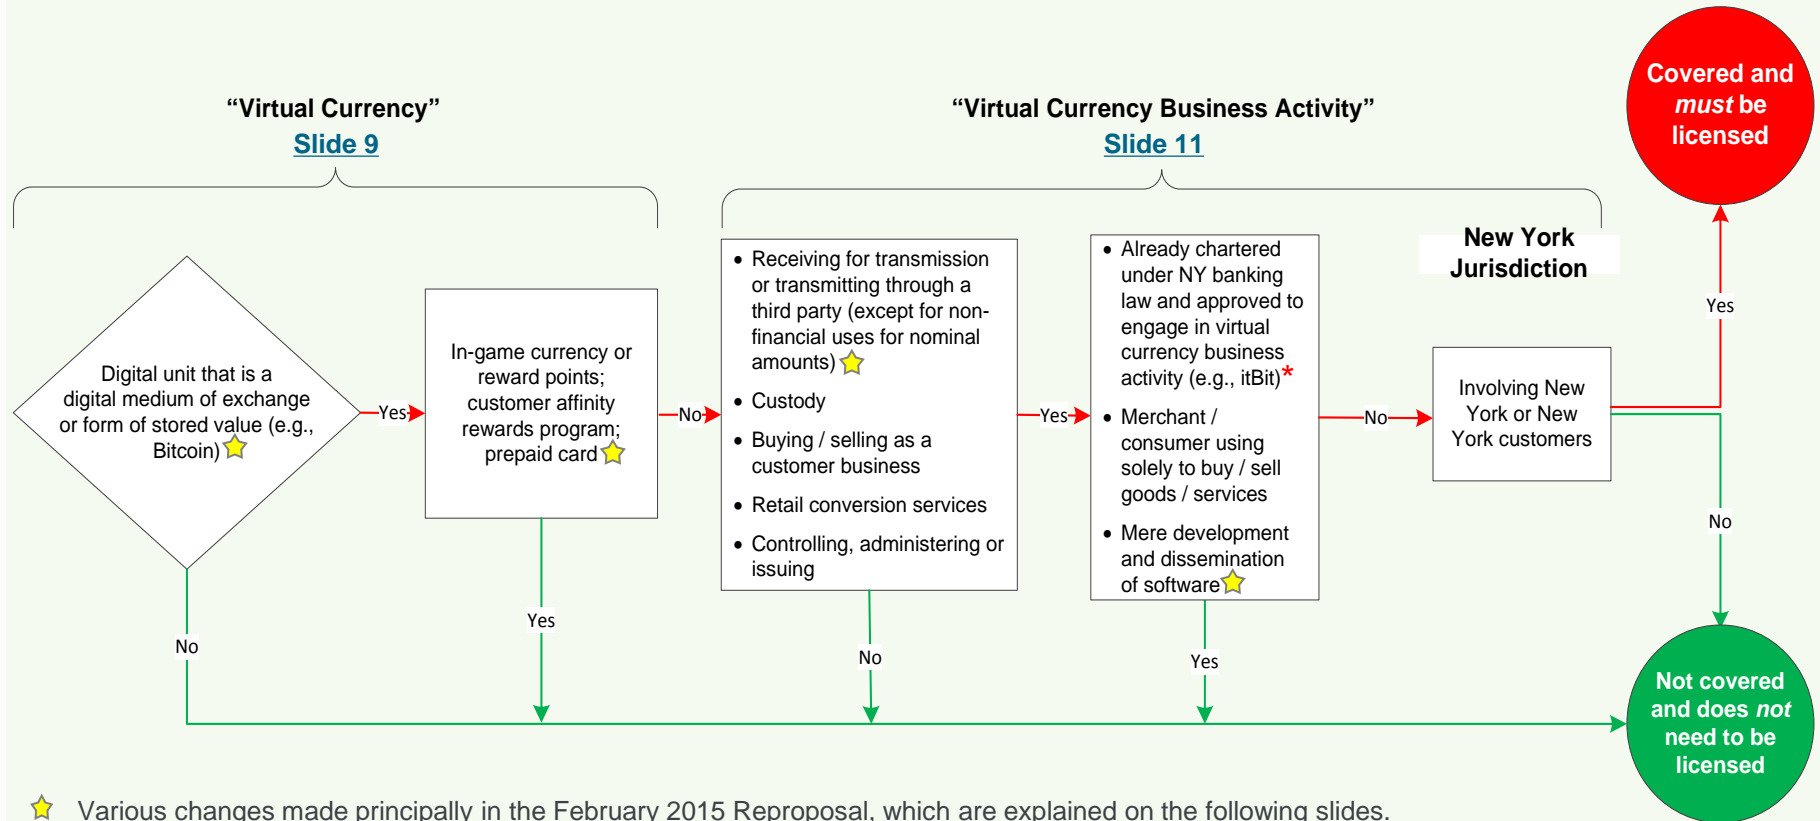 “Virtual Currency”
Slide 9
“Virtual Currency Business Activity”
Slide 11
Covered and
must be
licensed
New York
Jurisdiction
Digital unit that is a
digital medium of exchange
or form of stored value (e.g.,
Bitcoin)
Yes
No
In-game currency or
reward points;
customer affinity
rewards program;
prepaid card
No
Yes
• Receiving for transmission
or transmitting through a
third party (except for non-
financial uses for nominal
amounts)
• Custody
• Buying / selling as a
customer business
• Retail conversion services
• Controlling, administering or
issuing
Yes
No
• Already chartered
under NY banking
law and approved to
engage in virtual
currency business
activity (e.g., itBit)*
• Merchant /
consumer using
solely to buy / sell
goods / services
• Mere development
and dissemination
of software
No
Yes
Involving New
York or New
York customers
Yes
No
Not covered
and does not
need to be
licensed
Various changes made principally in the February 2015 Reproposal, which are explained on the following slides.